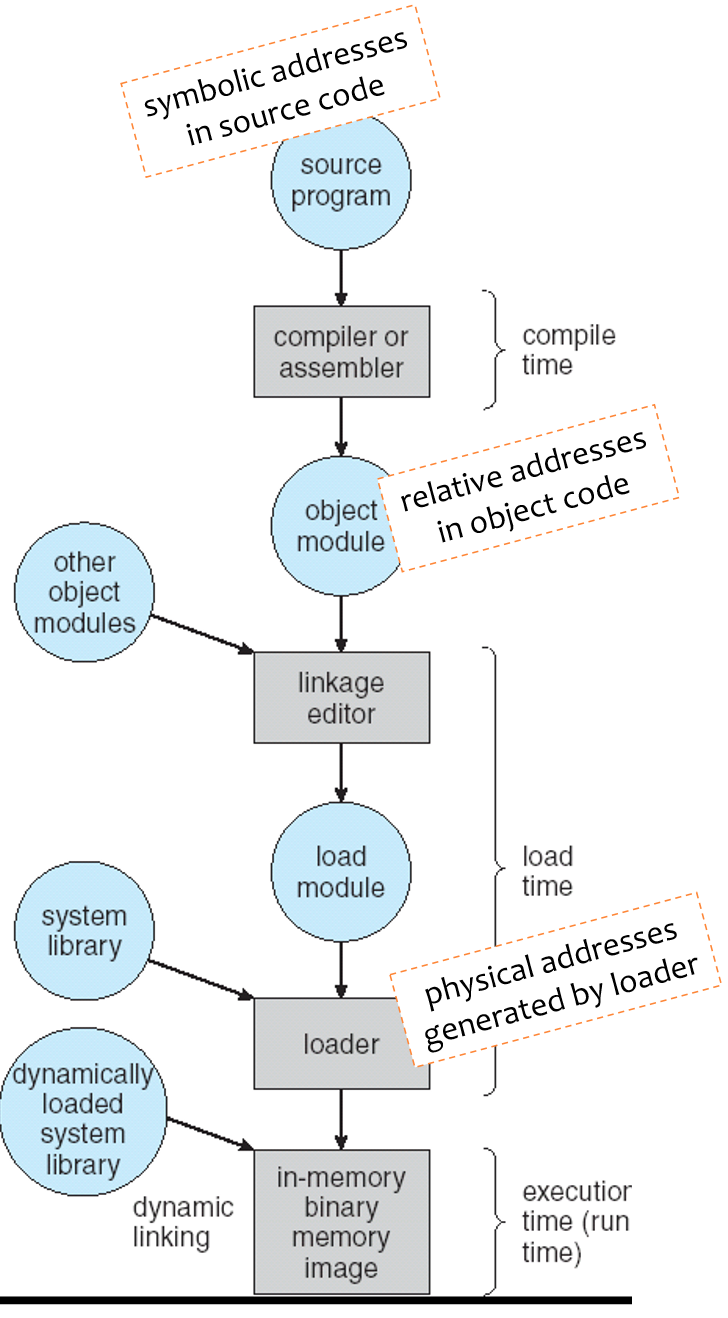 symbolic addresses
in source code
source
program
compiler or
assembler
compile
time
object
module
relative addresses
in object code
other
object
modules
linkage
editor
load
module
load
time
system
library
physical addresses
generated by loader
loader
dynamically
loaded
system
library
dynamic
linking
in-memory
binary
memory
image
execution
time (run
time)